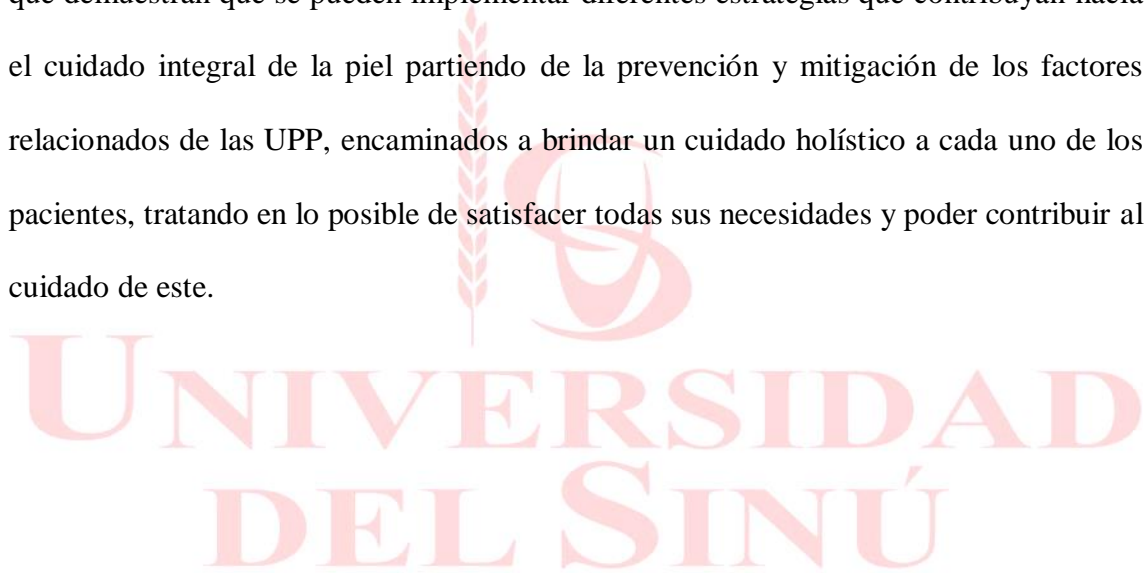 que demuestran que se pueden implementar diferentes estrategias que contribuyan hacia
el cuidado integral de la piel partiendo de la prevención y mitigación de los factores
relacionados de las UPP, encaminados a brindar un cuidado holístico a cada uno de los
pacientes, tratando en lo posible de satisfacer todas sus necesidades y poder contribuir al
cuidado de este.
UNIVERSIDAD
DEL SINÚ